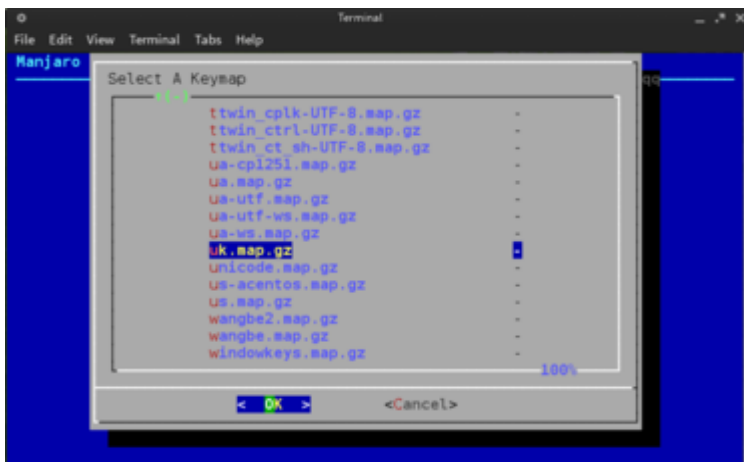 Terminal
File Edit View Terminal Tabs Help
Manjaro
Select A Keymap
qq
^(-)
ttwin_cplk-UTF-8.map.gz -
ttwin_ctrl-UTF-8.map.gz -
ttwin_ct_sh-UTF-8.map.gz -
ua-cp1251.map.gz -
ua.map.gz -
ua-utf.map.gz -
ua-utf-ws.map.gz -
ua-ws.map.gz -
uk.map.gz -
unicode.map.gz -
us-acentos.map.gz -
us.map.gz -
wangbe2.map.gz -
wangbe.map.gz -
windowkeys.map.gz -
100%
< OK > <Cancel>